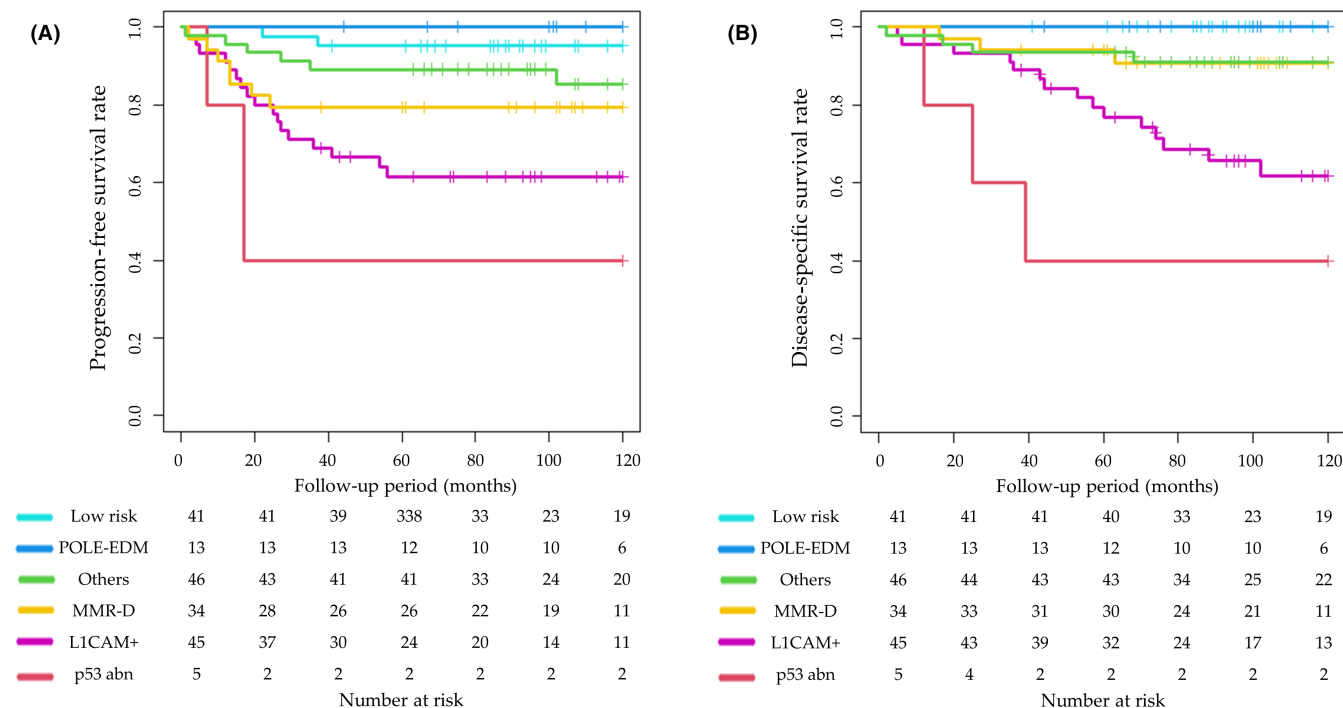 (A)
Progression-free survival rate
1.0
0.8
0.6
0.4
0.2
0.0
0 20 40 60 80 100 120
Follow-up period (months)
Low risk 41 41 39 338 33 23 19
POLE-EDM 13 13 13 12 10 10 6
Others 46 43 41 41 33 24 20
MMR-D 34 28 26 26 22 19 11
L1CAM+ 45 37 30 24 20 14 11
p53 abn 5 2 2 2 2 2 2
Number at risk
(B)
Disease-specific survival rate
1.0
0.8
0.6
0.4
0.2
0.0
0 20 40 60 80 100 120
Follow-up period (months)
Low risk 41 41 41 40 33 23 19
POLE-EDM 13 13 13 12 10 10 6
Others 46 44 43 43 34 25 22
MMR-D 34 33 31 30 24 21 11
L1CAM+ 45 43 39 32 24 17 13
p53 abn 5 4 2 2 2 2 2
Number at risk